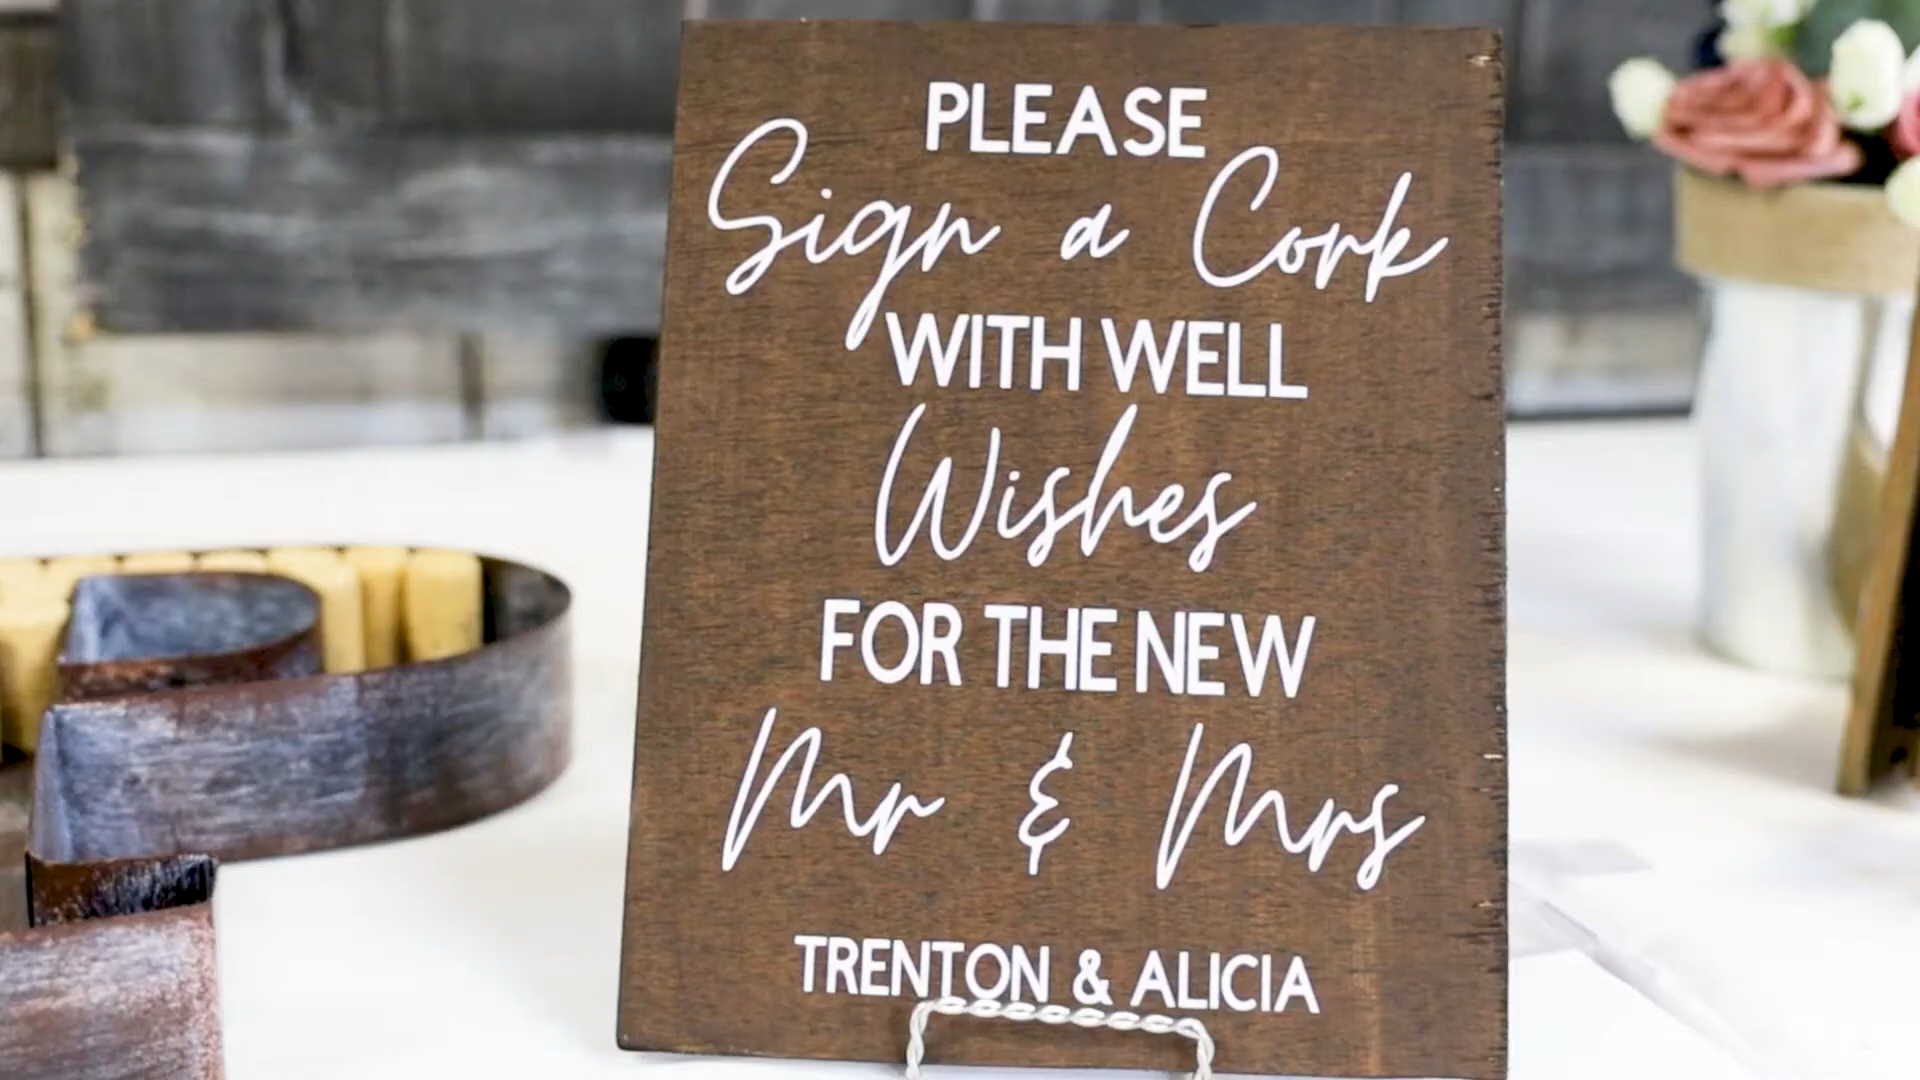 PLEASE
Sign a Cork
WITH WELL
Wishes
FOR THE NEW
Mr & Mrs
TRENTON & ALICIA